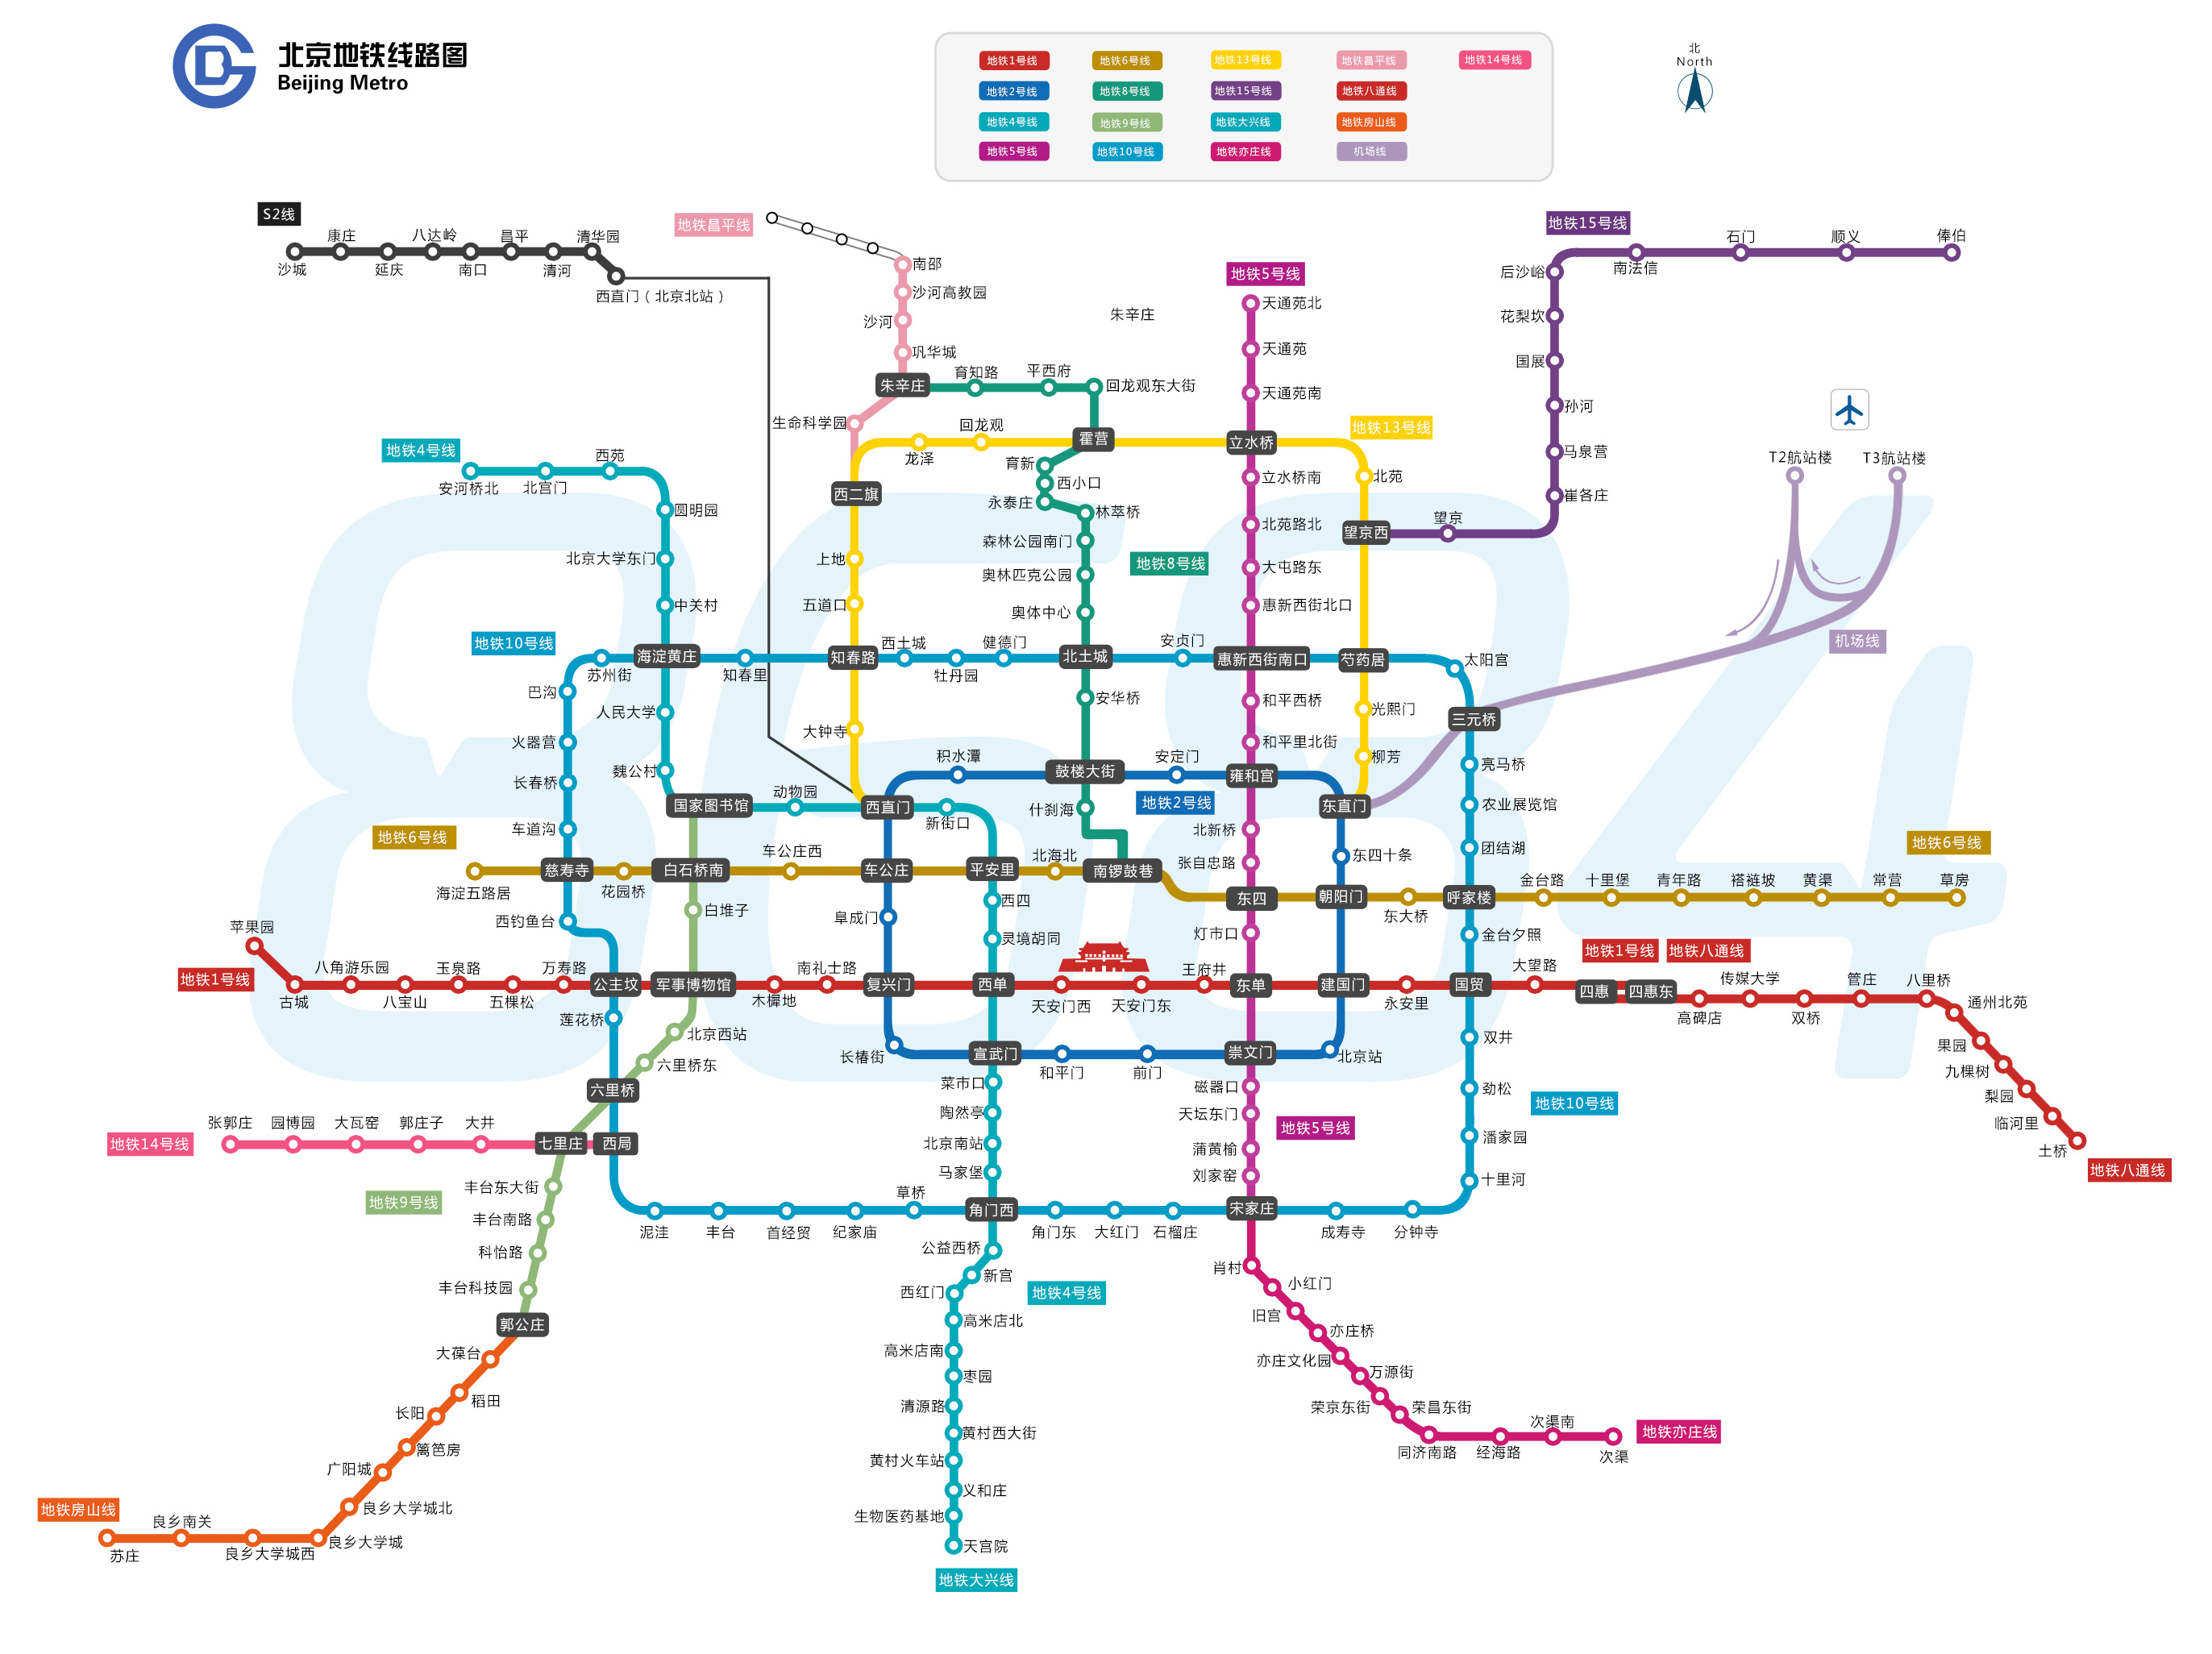 北京地铁线路图
Beijing Metro
地铁1号线
地铁6号线
地铁13号线
地铁昌平线
地铁14号线
地铁2号线
地铁8号线
地铁15号线
地铁八通线
地铁4号线
地铁9号线
地铁大兴线
地铁房山线
地铁5号线
地铁10号线
地铁亦庄线
机场线
北
North
S2线
沙城
康庄
延庆
八达岭
南口
昌平
清河
清华园
西直门(北京北站)
地铁昌平线
南邵
沙河高教园
沙河
巩华城
朱辛庄
生命科学园
西二旗
朱辛庄
育知路
平西府
回龙观东大街
霍营
育新
西小口
永泰庄
林萃桥
森林公园南门
奥林匹克公园
奥体中心
北土城
安华桥
鼓楼大街
什刹海
南锣鼓巷
地铁8号线
地铁5号线
天通苑北
天通苑
天通苑南
立水桥
立水桥南
北苑路北
大屯路东
惠新西街北口
惠新西街南口
和平西桥
和平里北街
雍和宫
北新桥
张自忠路
东四
灯市口
东单
崇文门
磁器口
天坛东门
蒲黄榆
刘家窑
宋家庄
地铁5号线
地铁15号线
俸伯
顺义
石门
南法信
后沙峪
花梨坎
国展
孙河
马泉营
崔各庄
望京
望京西
地铁13号线
龙泽
回龙观
北苑
芍药居
光熙门
柳芳
东直门
上地
五道口
知春路
大钟寺
西直门
T2航站楼
T3航站楼
机场线
三元桥
地铁4号线
安河桥北
北宫门
西苑
圆明园
北京大学东门
中关村
海淀黄庄
人民大学
魏公村
国家图书馆
动物园
新街口
平安里
西四
灵境胡同
西单
宣武门
菜市口
陶然亭
北京南站
马家堡
角门西
公益西桥
新宫
西红门
地铁4号线
高米店北
高米店南
枣园
清源路
黄村西大街
黄村火车站
义和庄
生物医药基地
天宫院
地铁大兴线
地铁10号线
苏州街
知春里
西土城
牡丹园
健德门
安贞门
太阳宫
亮马桥
农业展览馆
团结湖
呼家楼
金台夕照
国贸
双井
劲松
地铁10号线
潘家园
十里河
分钟寺
成寿寺
石榴庄
大红门
角门东
草桥
纪家庙
首经贸
丰台
泥洼
西局
六里桥
莲花桥
公主坟
西钓鱼台
慈寿寺
车道沟
长春桥
火器营
巴沟
地铁2号线
积水潭
安定门
东四十条
朝阳门
建国门
北京站
前门
和平门
长椿街
复兴门
阜成门
车公庄
地铁6号线
海淀五路居
花园桥
白石桥南
车公庄西
北海北
东大桥
金台路
十里堡
青年路
褡裢坡
黄渠
常营
草房
地铁6号线
地铁1号线
苹果园
古城
八角游乐园
八宝山
玉泉路
五棵松
万寿路
军事博物馆
木樨地
南礼士路
天安门西
天安门东
王府井
永安里
大望路
四惠
四惠东
地铁1号线
地铁八通线
高碑店
传媒大学
双桥
管庄
八里桥
通州北苑
果园
九棵树
梨园
临河里
土桥
地铁八通线
白堆子
北京西站
六里桥东
七里庄
地铁9号线
丰台东大街
丰台南路
科怡路
丰台科技园
郭公庄
地铁14号线
张郭庄
园博园
大瓦窑
郭庄子
大井
大葆台
稻田
长阳
篱笆房
广阳城
良乡大学城北
良乡大学城
良乡大学城西
良乡南关
苏庄
地铁房山线
肖村
小红门
旧宫
亦庄桥
亦庄文化园
万源街
荣京东街
荣昌东街
同济南路
经海路
次渠南
次渠
地铁亦庄线